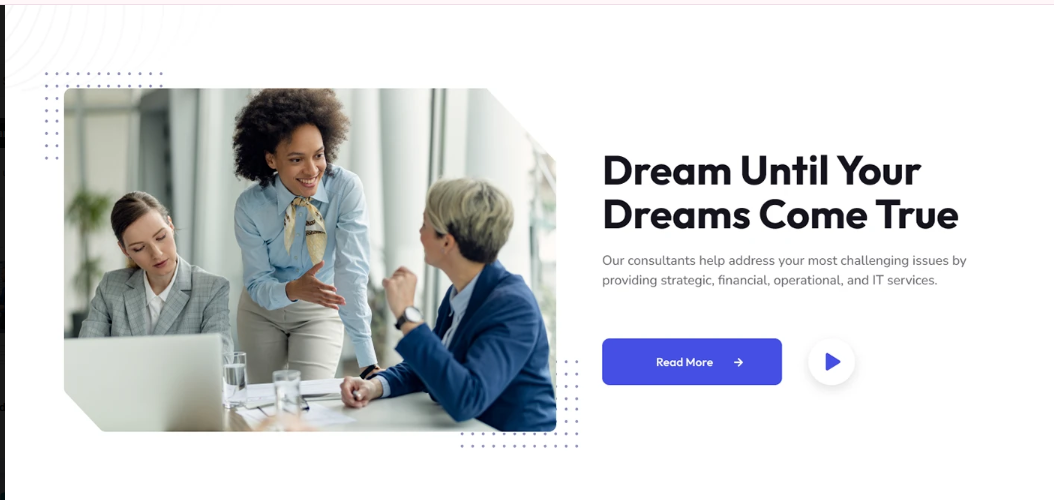 Dream Until Your
Dreams Come True
Our consultants help address your most challenging issues by
providing strategic, financial, operational, and IT services.
Read More